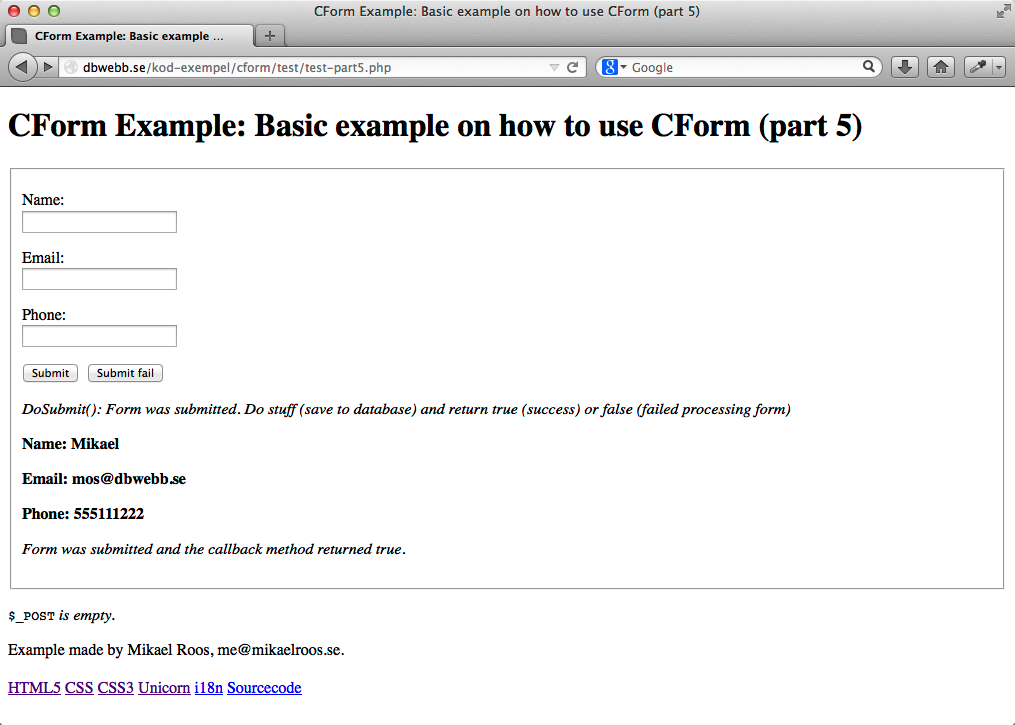 CForm Example: Basic example on how to use CForm (part 5)
CForm Example: Basic example ...
dbwebb.se/kod-exempel/cform/test/test-part5.php
Google
CForm Example: Basic example on how to use CForm (part 5)
Name:
Email:
Phone:
Submit Submit fail
DoSubmit(): Form was submitted. Do stuff (save to database) and return true (success) or false (failed processing form)
Name: Mikael
Email: mos@dbwebb.se
Phone: 555111222
Form was submitted and the callback method returned true.
$_POST is empty.
Example made by Mikael Roos, me@mikaelroos.se.
HTML5 CSS CSS3 Unicorn i18n Sourcecode